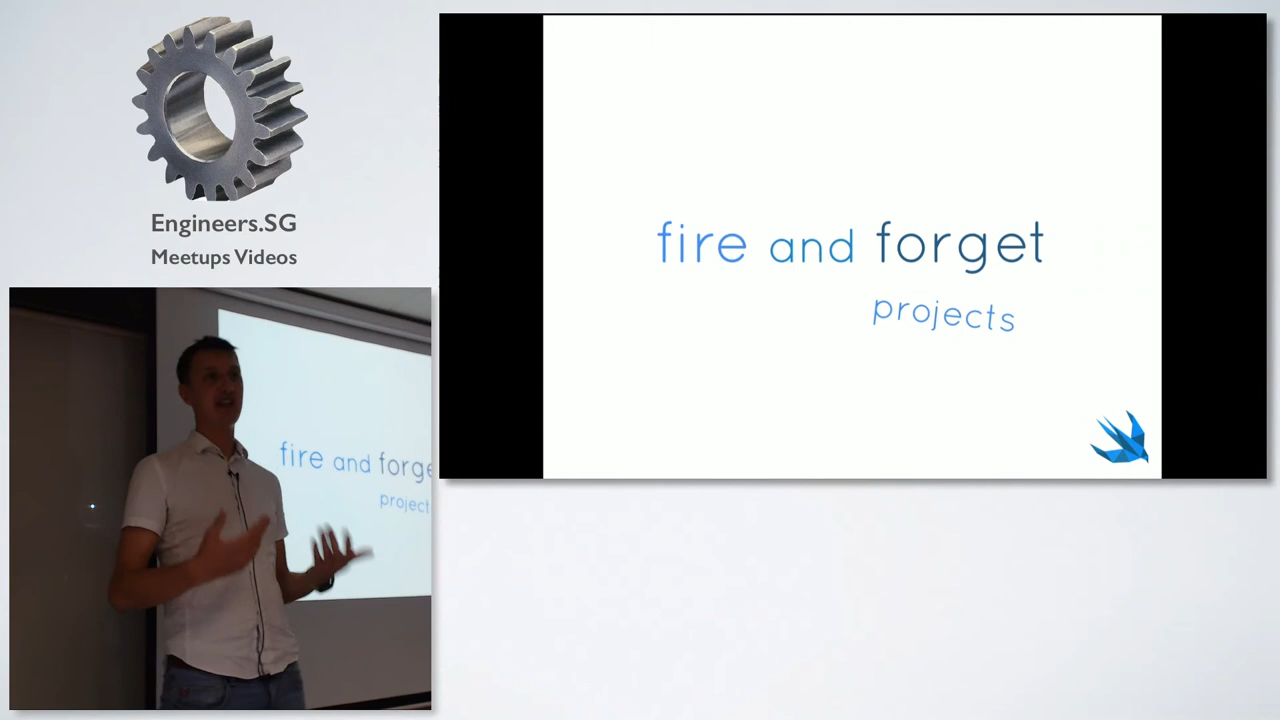 Engineers.SG
Meetups Videos
fire and forget
projects
fire and forge
project